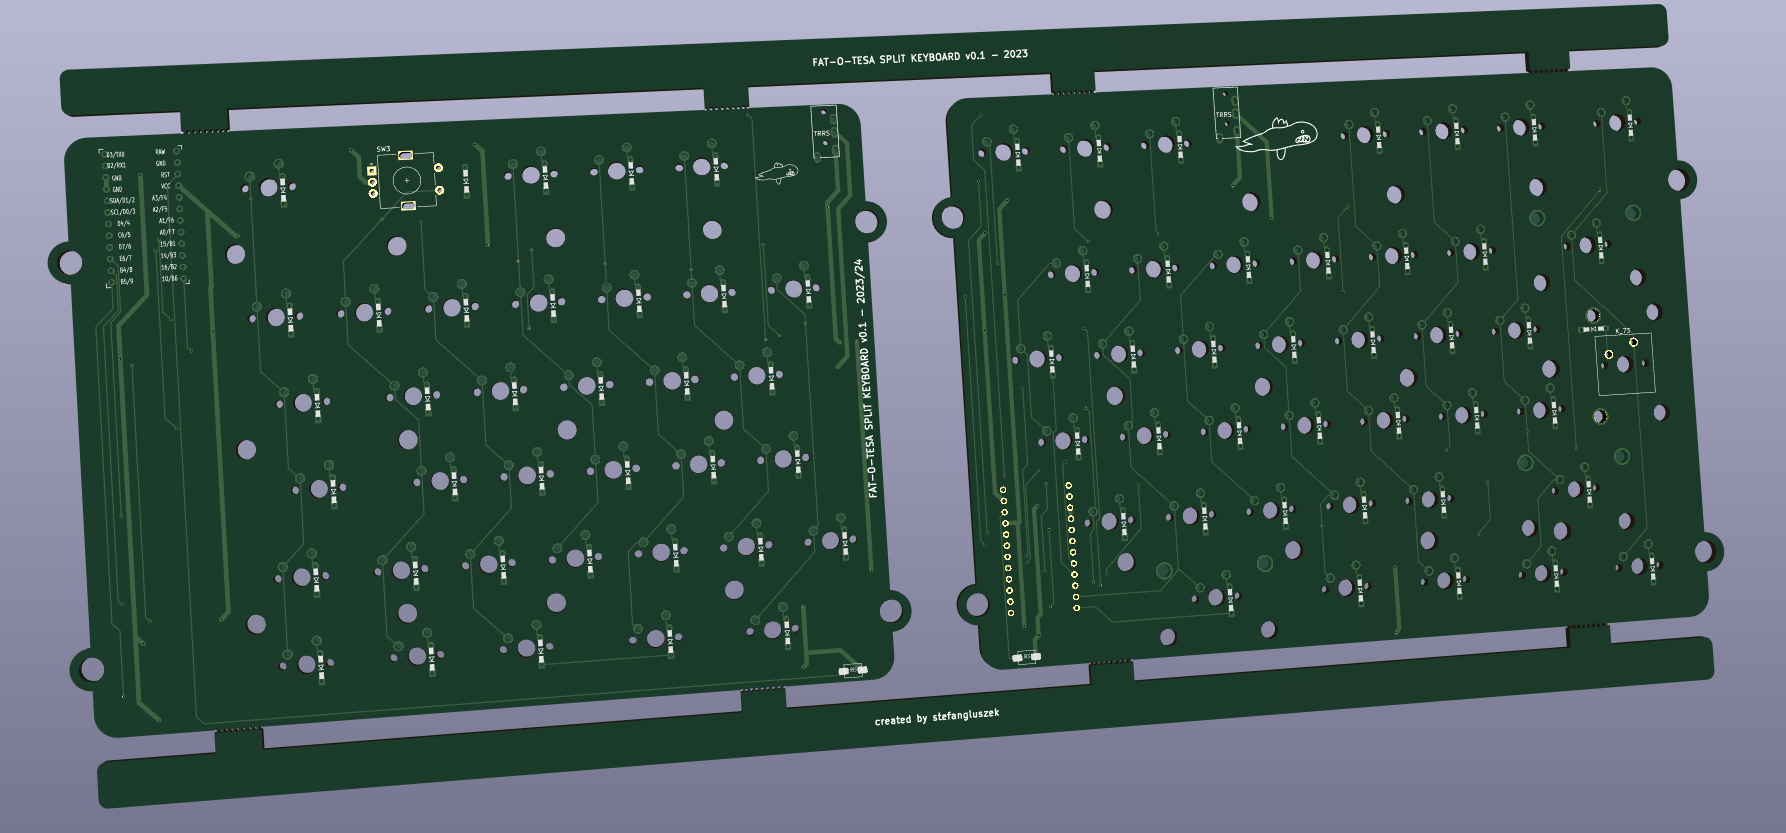 FAT-O-TESA SPLIT KEYBOARD v0.1 - 2023
SW3
TRRS
TRRS
D3/TX0
RAW
D2/RX1
GND
GND
RST
GND
VCC
SDA/D1/2
A3/F4
SCL/D0/3
A2/F5
D4/4
A1/F6
C6/5
A0/F7
D7/6
15/B1
E6/7
14/B3
B4/8
16/B2
B5/9
10/B6
FAT-O-TESA SPLIT KEYBOARD v0.1 - 2023/24
K_73
created by stefangluszek